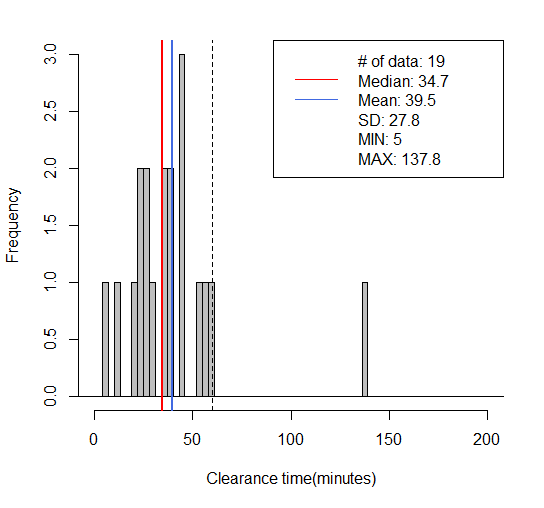 # of data: 19
Median: 34.7
Mean: 39.5
SD: 27.8
MIN: 5
MAX: 137.8
Frequency
3.0
2.5
2.0
1.5
1.0
0.5
0.0
0 50 100 150 200
Clearance time(minutes)